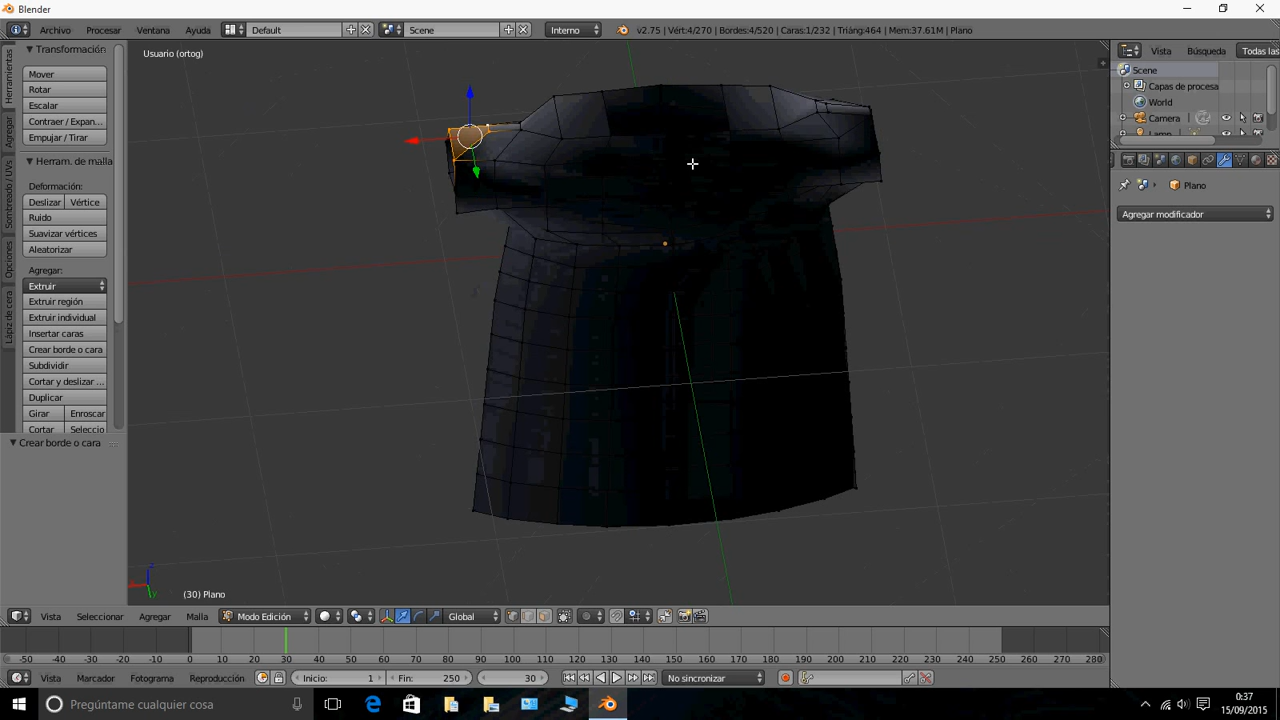 Blender
Archivo Procesar Ventana Ayuda Default Scene Interno v2.75 | Vért:4/270 | Bordes:4/520 | Caras:1/232 | Triáng:464 | Mem:37.61M | Plano
Transformación
Mover
Rotar
Escalar
Contraer / Expan...
Empujar / Tirar
Herram. de malla
Deformación:
Deslizar Vértice
Ruido
Suavizar vértices
Aleatorizar
Agregar:
Extruir
Extruir región
Extruir individual
Insertar caras
Crear borde o cara
Subdividir
Cortar y deslizar ...
Duplicar
Girar Enroscar
Cortar Seleccio
Crear borde o cara
Herramientas
Agregar
Sombreado / UVs
Opciones
Lápiz de cera
Usuario (ortog)
(30) Plano
Vista Búsqueda Todas las
Scene
Capas de procesa
World
Camera
Lamp
Plano
Agregar modificador
Vista Seleccionar Agregar Malla Modo Edición Global
-50 -40 -30 -20 -10 0 10 20 30 40 50 60 70 80 90 100 110 120 130 140 150 160 170 180 190 200 210 220 230 240 250 260 270 280
Vista Marcador Fotograma Reproducción Inicio: 1 Fin: 250 30 No sincronizar
Pregúntame cualquier cosa
0:37
15/09/2015